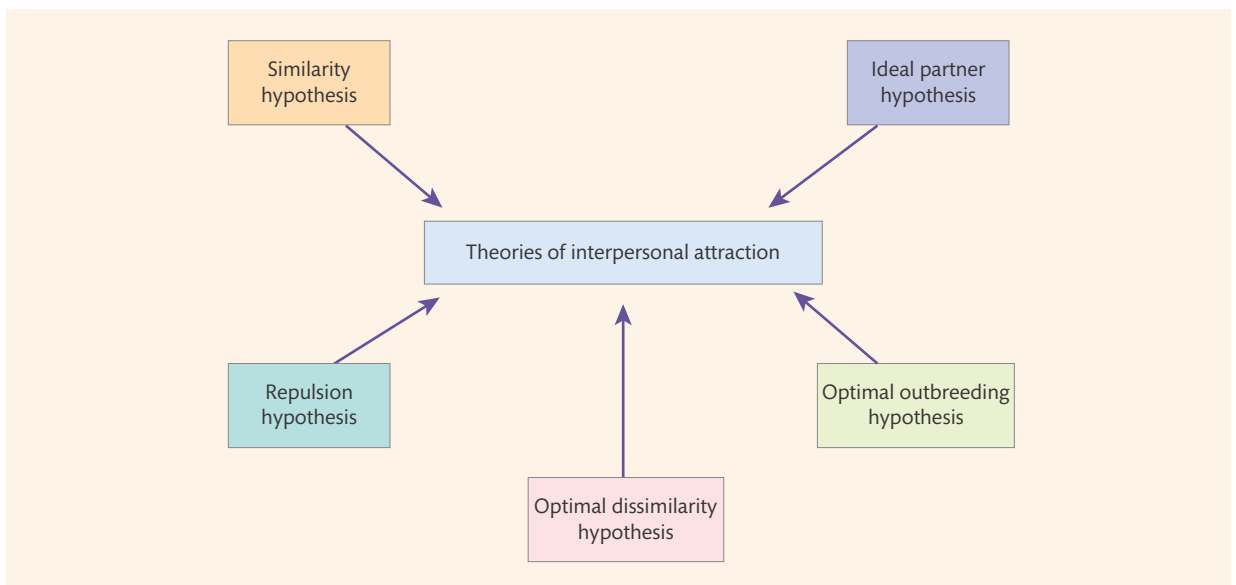 Similarity
hypothesis
Ideal partner
hypothesis
Theories of interpersonal attraction
Repulsion
hypothesis
Optimal outbreeding
hypothesis
Optimal dissimilarity
hypothesis